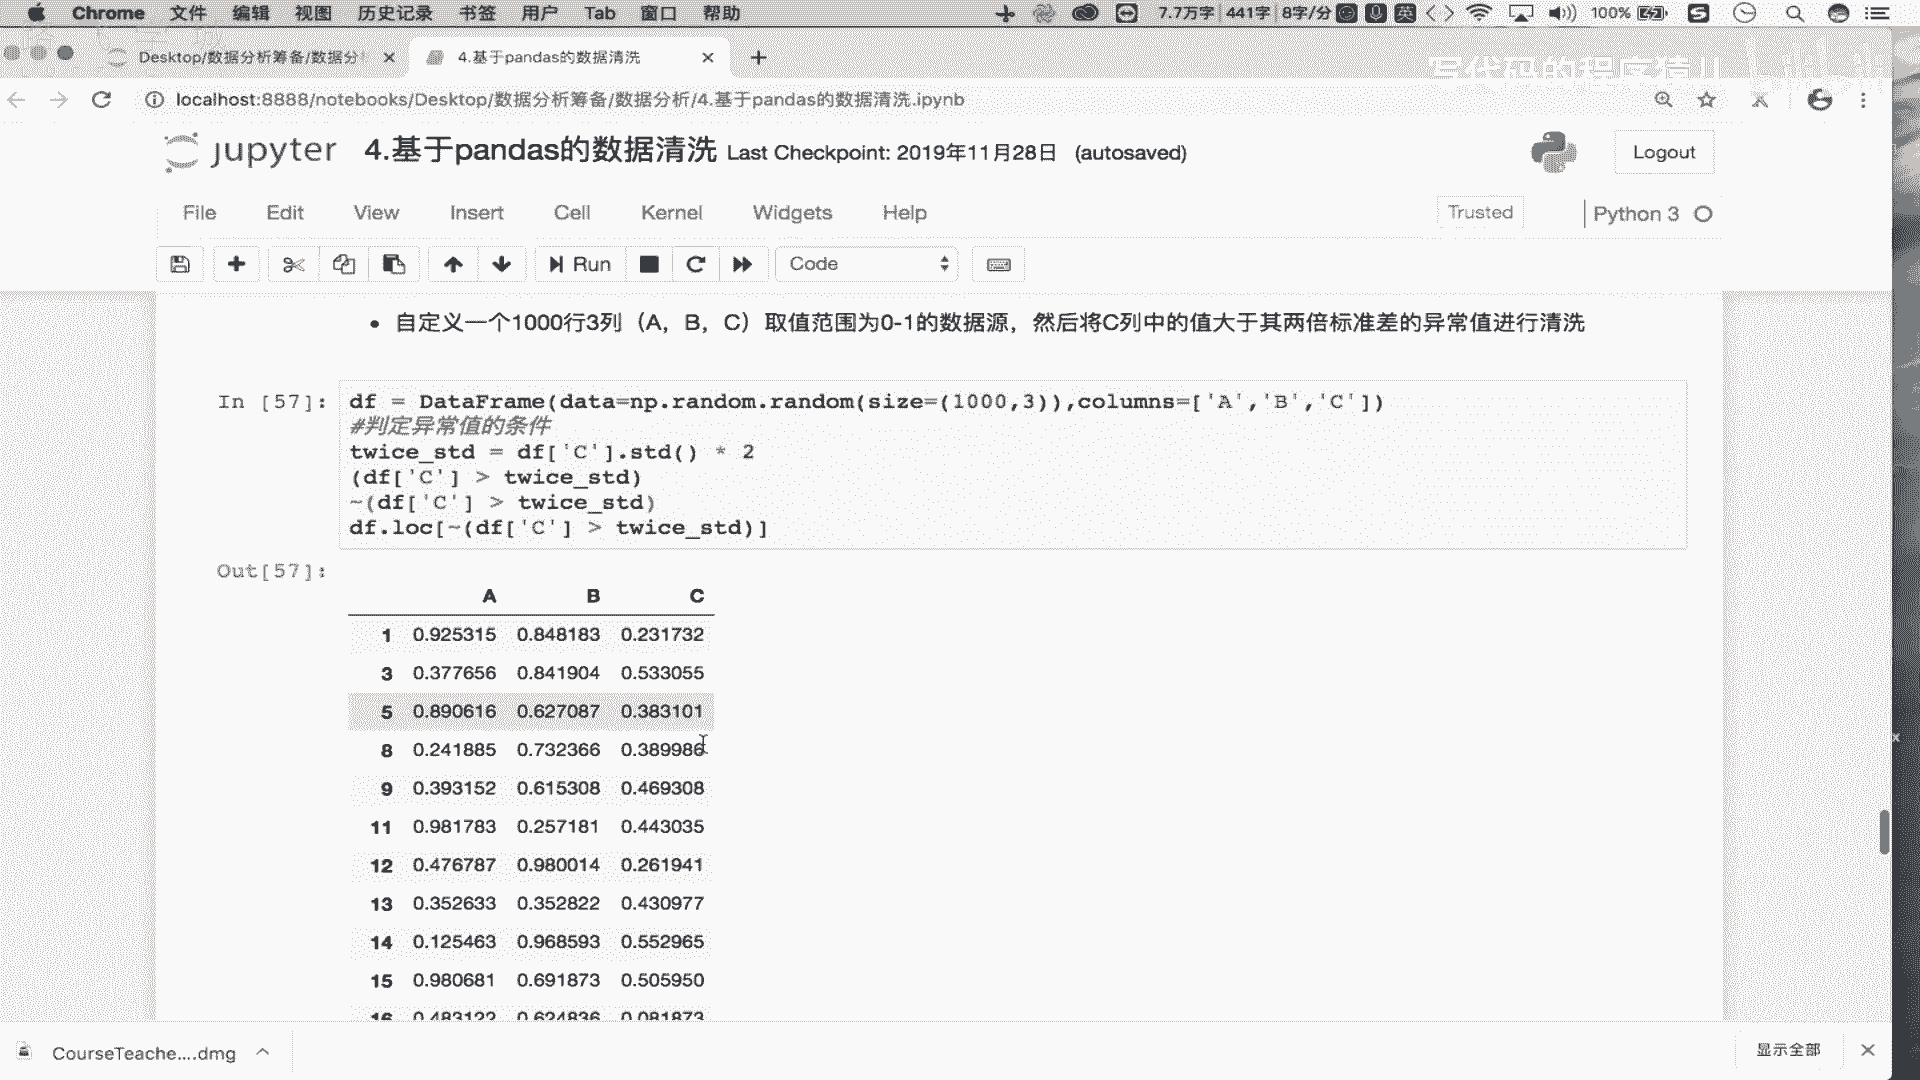 Chrome 文件 编辑 视图 历史记录 书签 用户 Tab 窗口 帮助 7.7万字 441字 8字/分 英 100%
Desktop/数据分析筹备/数据分
4.基于pandas的数据清洗
写代码的程序猿JJ bilibili
localhost:8888/notebooks/Desktop/数据分析筹备/数据分析/4.基于pandas的数据清洗.ipynb
jupyter 4.基于pandas的数据清洗 Last Checkpoint: 2019年11月28日 (autosaved)
Logout
File Edit View Insert Cell Kernel Widgets Help Trusted Python 3
Run Code
自定义一个1000行3列（A，B，C）取值范围为0-1的数据源，然后将C列中的值大于其两倍标准差的异常值进行清洗
In [57]: df = DataFrame(data=np.random.random(size=(1000,3)),columns=['A','B','C'])
#判定异常值的条件
twice_std = df['C'].std() * 2
(df['C'] > twice_std)
~(df['C'] > twice_std)
df.loc[~(df['C'] > twice_std)]
Out[57]:
A B C
1 0.925315 0.848183 0.231732
3 0.377656 0.841904 0.533055
5 0.890616 0.627087 0.383101
8 0.241885 0.732366 0.389986
9 0.393152 0.615308 0.469308
11 0.981783 0.257181 0.443035
12 0.476787 0.980014 0.261941
13 0.352633 0.352822 0.430977
14 0.125463 0.968593 0.552965
15 0.980681 0.691873 0.505950
16 0.483122 0.624836 0.081873
CourseTeache....dmg
显示全部